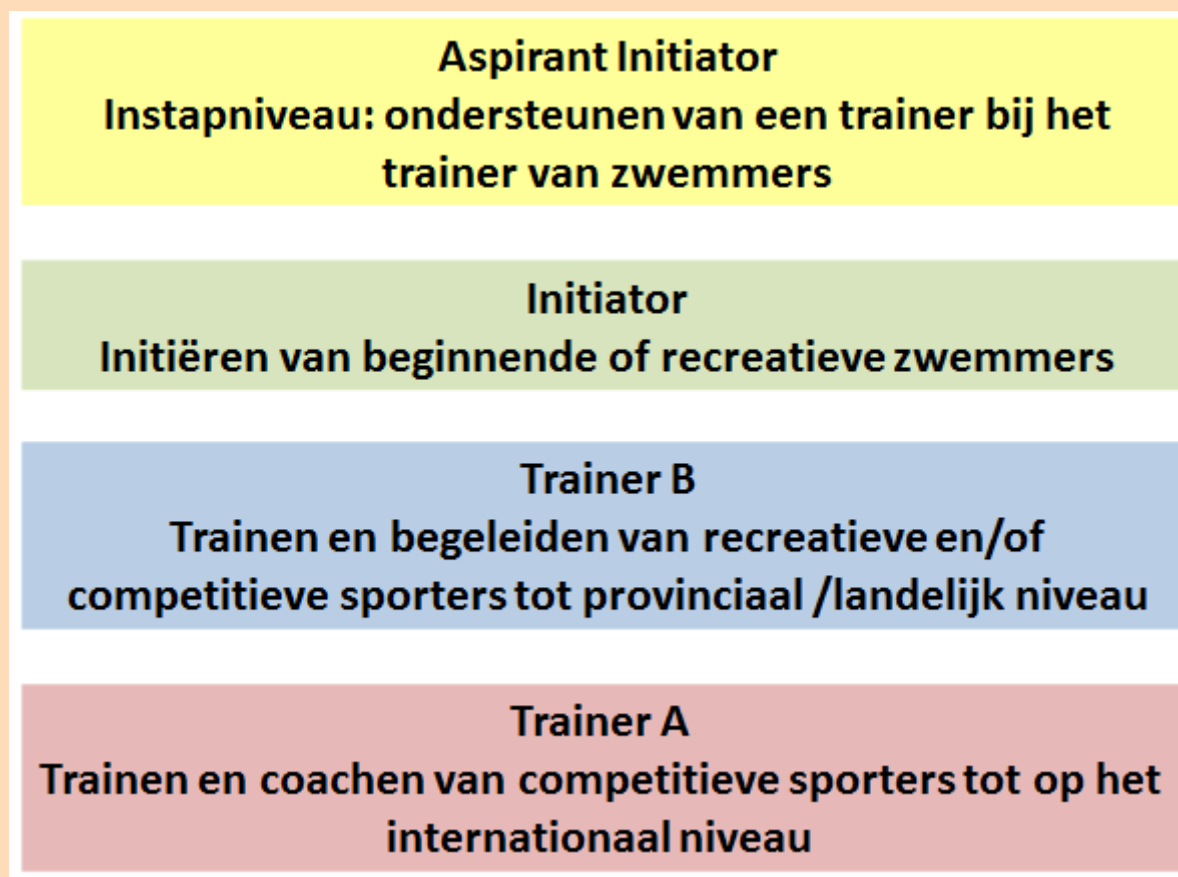 Aspirant Initiator
Instapniveau: ondersteunen van een trainer bij het
trainer van zwemmers
Initiator
Initiëren van beginnende of recreatieve zwemmers
Trainer B
Trainen en begeleiden van recreatieve en/of
competitieve sporters tot provinciaal /landelijk niveau
Trainer A
Trainen en coachen van competitieve sporters tot op het
internationaal niveau